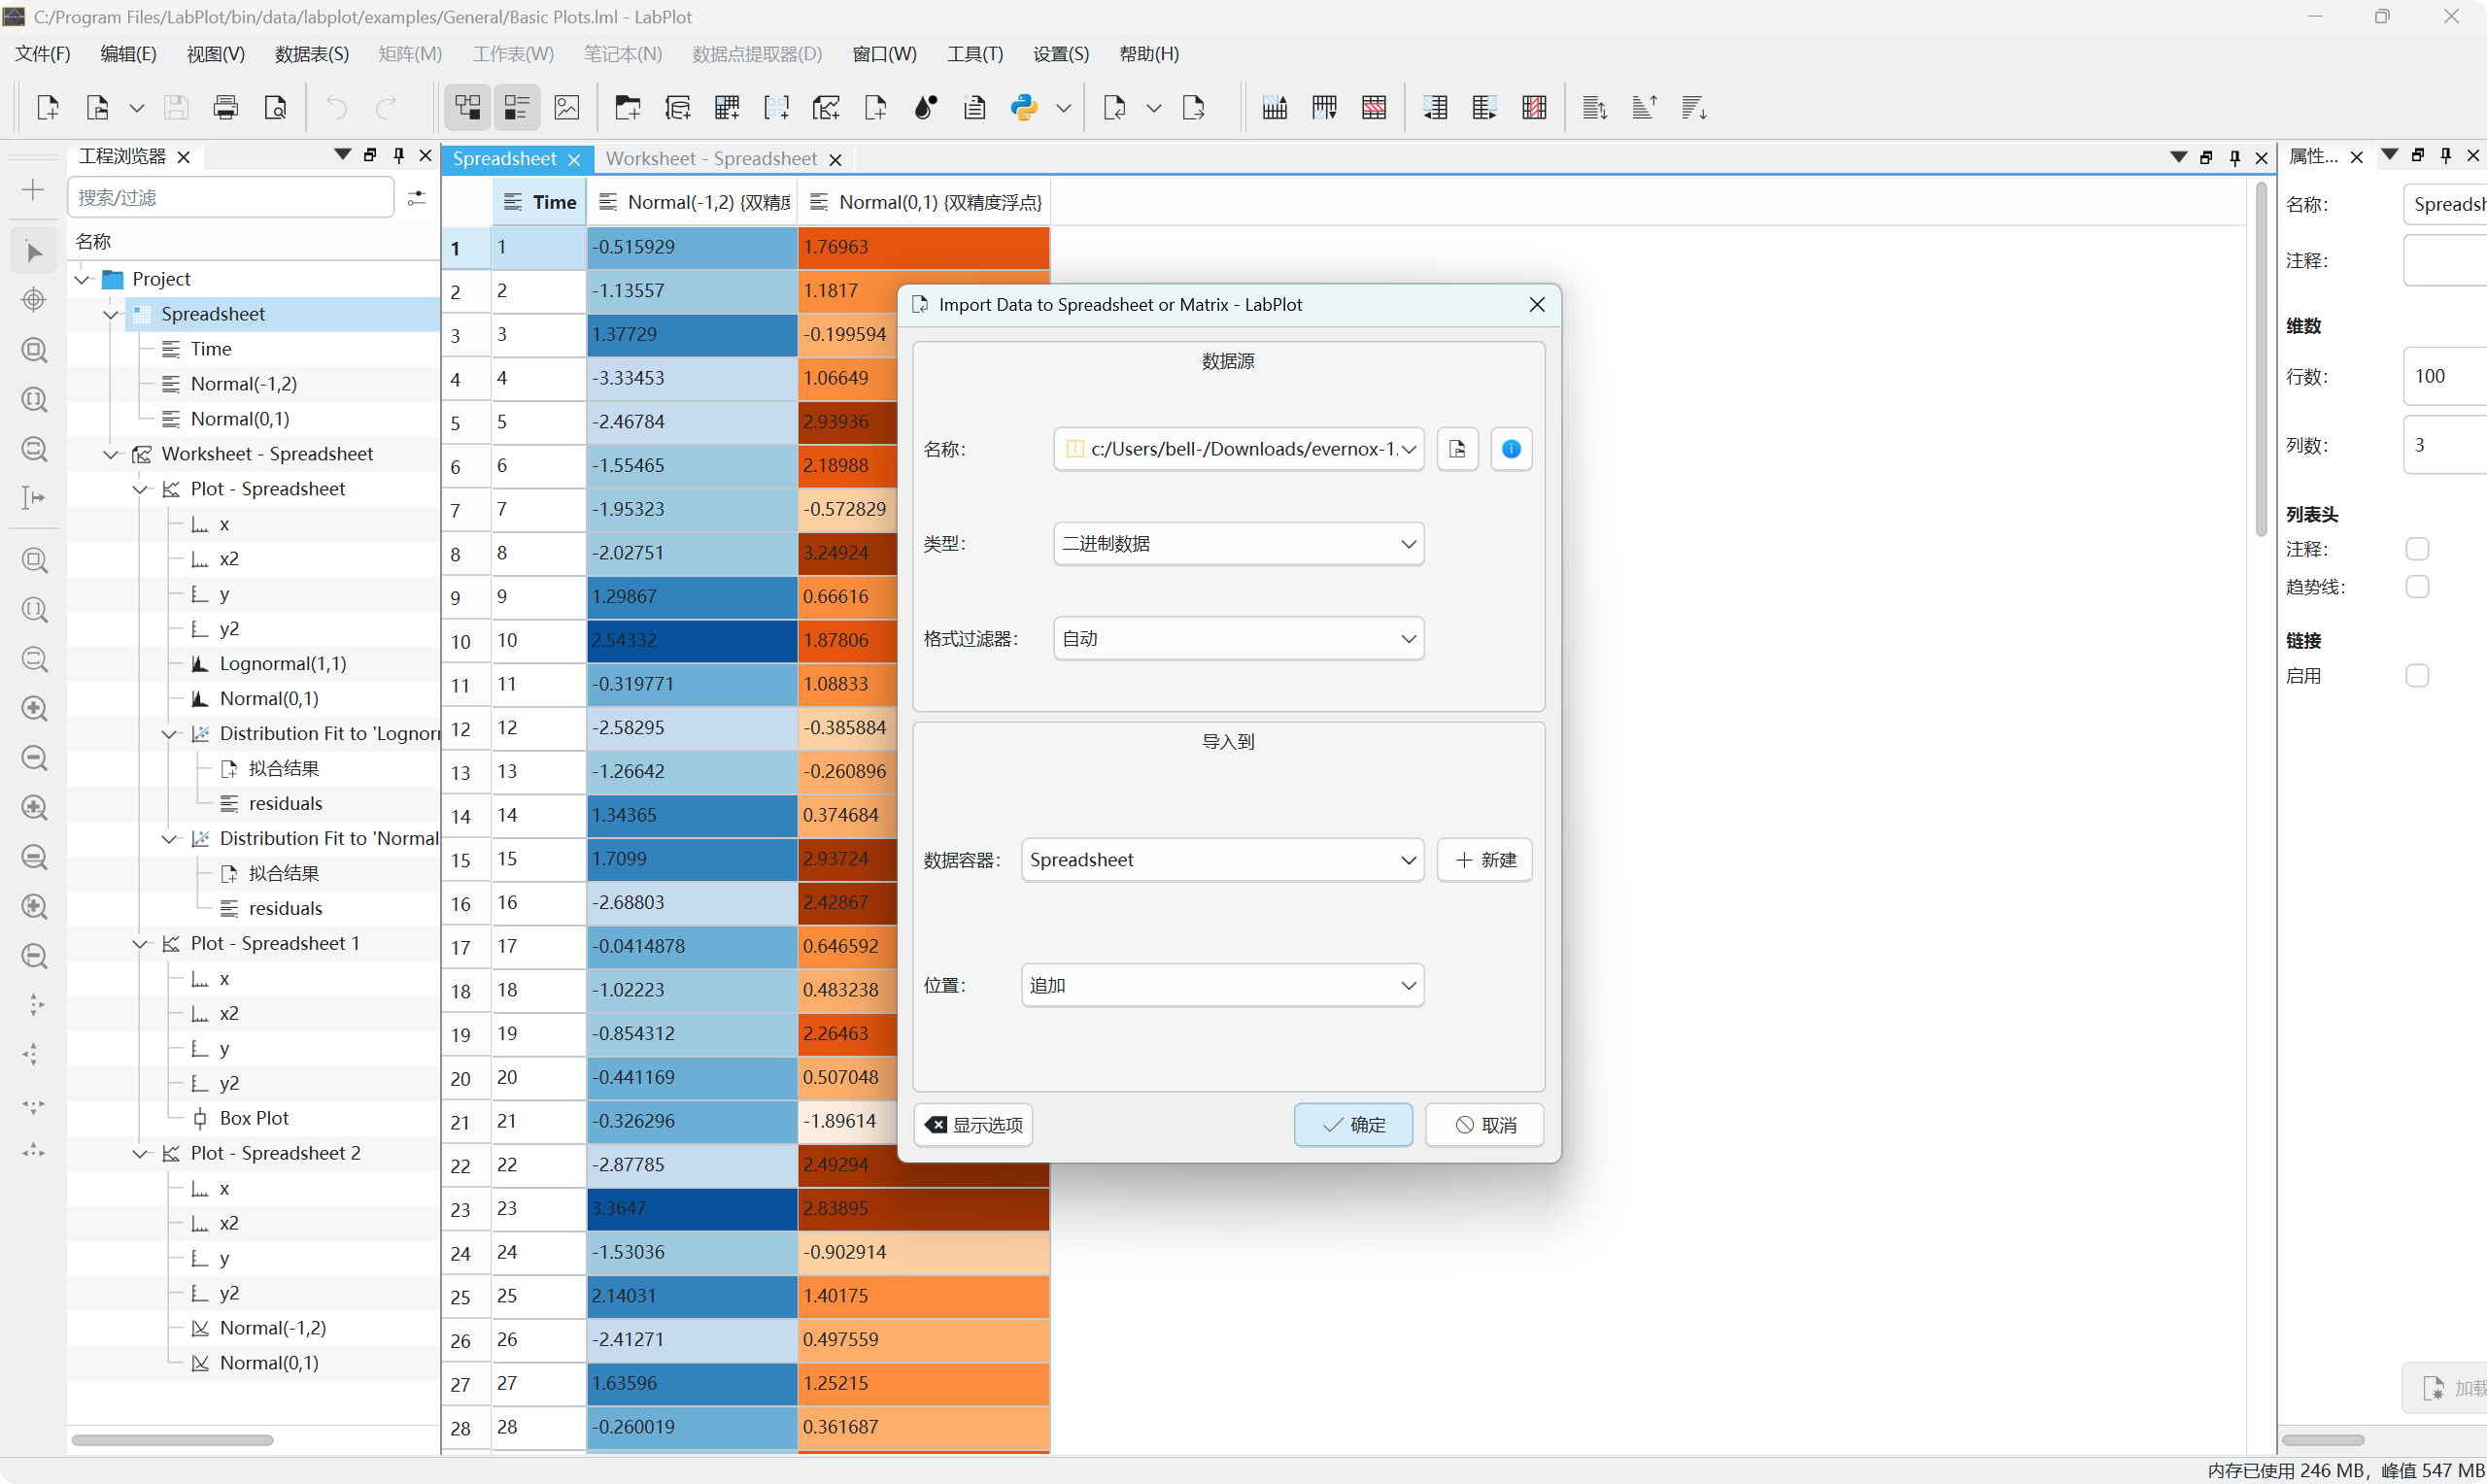 C:/Program Files/LabPlot/bin/data/labplot/examples/General/Basic Plots.lml - LabPlot
文件(F) 编辑(E) 视图(V) 数据表(S) 矩阵(M) 工作表(W) 笔记本(N) 数据点提取器(D) 窗口(W) 工具(T) 设置(S) 帮助(H)
工程浏览器
搜索/过滤
名称
Project
Spreadsheet
Time
Normal(-1,2)
Normal(0,1)
Worksheet - Spreadsheet
Plot - Spreadsheet
x
x2
y
y2
Lognormal(1,1)
Normal(0,1)
Distribution Fit to 'Lognor
拟合结果
residuals
Distribution Fit to 'Normal
拟合结果
residuals
Plot - Spreadsheet 1
x
x2
y
y2
Box Plot
Plot - Spreadsheet 2
x
x2
y
y2
Normal(-1,2)
Normal(0,1)
Spreadsheet Worksheet - Spreadsheet
Time Normal(-1,2) {双精度 Normal(0,1) {双精度浮点}
1 1 -0.515929 1.76963
2 2 -1.13557 1.1817
3 3 1.37729 -0.199594
4 4 -3.33453 1.06649
5 5 -2.46784 2.93936
6 6 -1.55465 2.18988
7 7 -1.95323 -0.572829
8 8 -2.02751 3.24924
9 9 1.29867 0.66616
10 10 2.54332 1.87806
11 11 -0.319771 1.08833
12 12 -2.58295 -0.385884
13 13 -1.26642 -0.260896
14 14 1.34365 0.374684
15 15 1.7099 2.93724
16 16 -2.68803 2.42867
17 17 -0.0414878 0.646592
18 18 -1.02223 0.483238
19 19 -0.854312 2.26463
20 20 -0.441169 0.507048
21 21 -0.326296 -1.89614
22 22 -2.87785 2.49294
23 23 3.3647 2.83895
24 24 -1.53036 -0.902914
25 25 2.14031 1.40175
26 26 -2.41271 0.497559
27 27 1.63596 1.25215
28 28 -0.260019 0.361687
Import Data to Spreadsheet or Matrix - LabPlot
数据源
名称: c:/Users/bell-/Downloads/evernox-1.
类型: 二进制数据
格式过滤器: 自动
导入到
数据容器: Spreadsheet 新建
位置: 追加
显示选项 确定 取消
属性...
名称: Spreadsh
注释:
维数
行数: 100
列数: 3
列表头
注释:
趋势线:
链接
启用
加载
内存已使用 246 MB, 峰值 547 MB